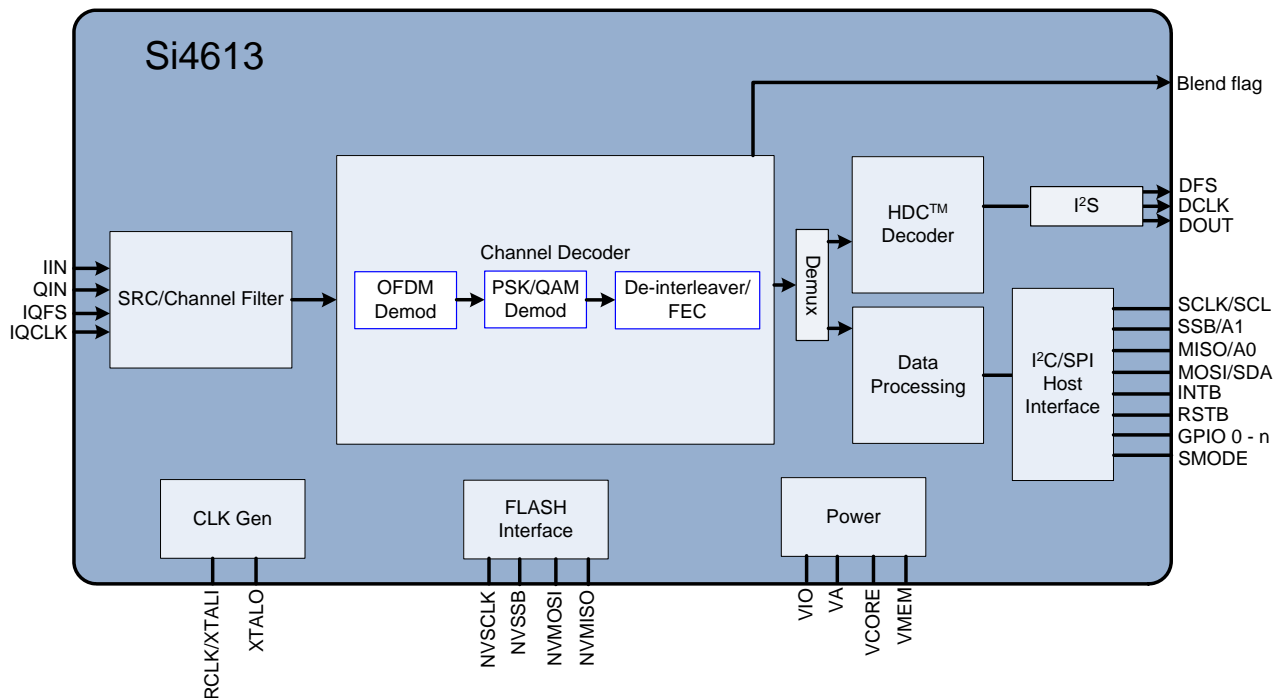 Si4613
Blend flag
IIN
QIN
IQFS
IQCLK
SRC/Channel Filter
Channel Decoder
OFDM
Demod
PSK/QAM
Demod
De-interleaver/
FEC
Demux
HDC™
Decoder
I²S
DFS
DCLK
DOUT
Data
Processing
I²C/SPI
Host
Interface
SCLK/SCL
SSB/A1
MISO/A0
MOSI/SDA
INTB
RSTB
GPIO 0 - n
SMODE
CLK Gen
FLASH
Interface
Power
RCLK/XTALI
XTALO
NVSCLK
NVSSB
NVMOSI
NVMISO
VIO
VA
VCORE
VMEM